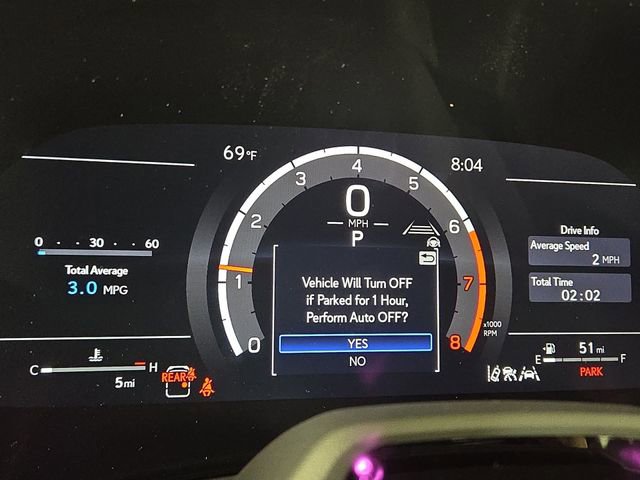 69°F
8:04
0 30 60
Total Average
3.0 MPG
C H
5 mi
REAR
0
1
2
3
4
5
6
7
8
x1000
RPM
0
MPH
P
Vehicle Will Turn OFF
if Parked for 1 Hour,
Perform Auto OFF?
YES
NO
Drive Info
Average Speed
2 MPH
Total Time
02:02
51 mi
E F
PARK